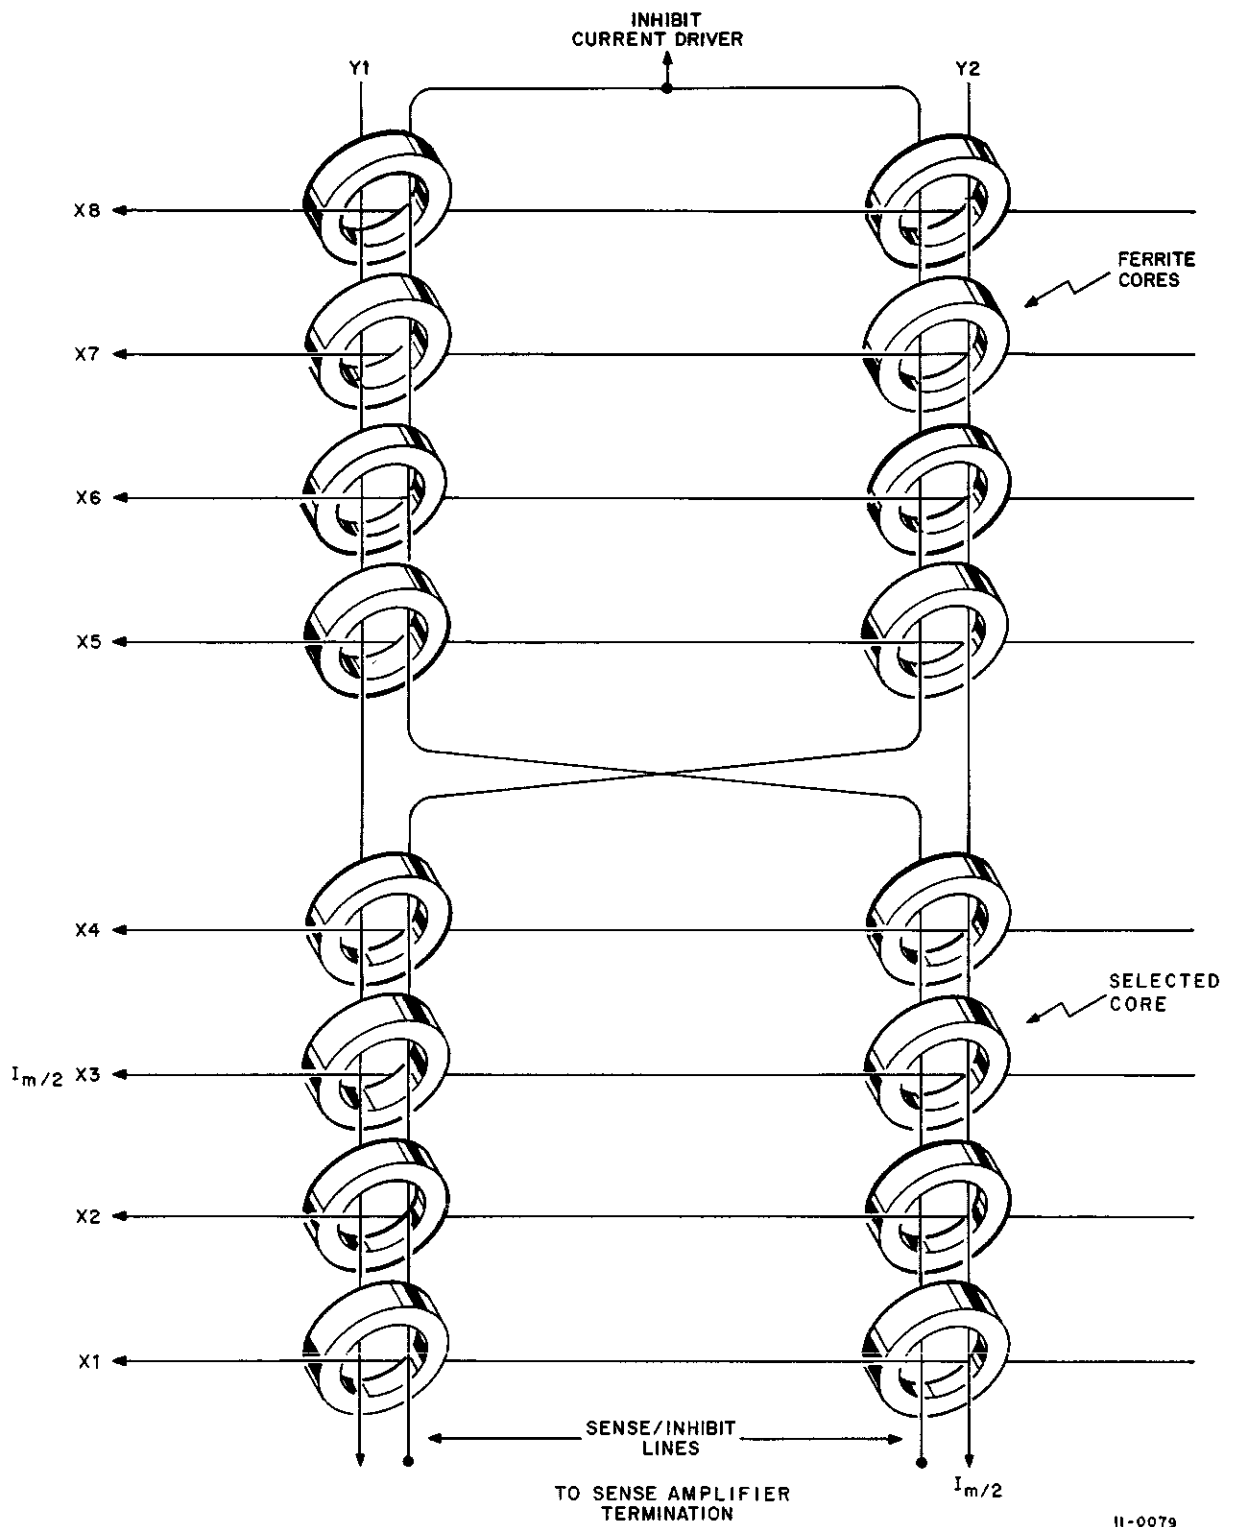 INHIBIT
CURRENT DRIVER
Y1
Y2
X8
FERRITE
CORES
X7
X6
X5
X4
SELECTED
CORE
Im/2 X3
X2
X1
SENSE/INHIBIT
LINES
Im/2
TO SENSE AMPLIFIER
TERMINATION
11-0079